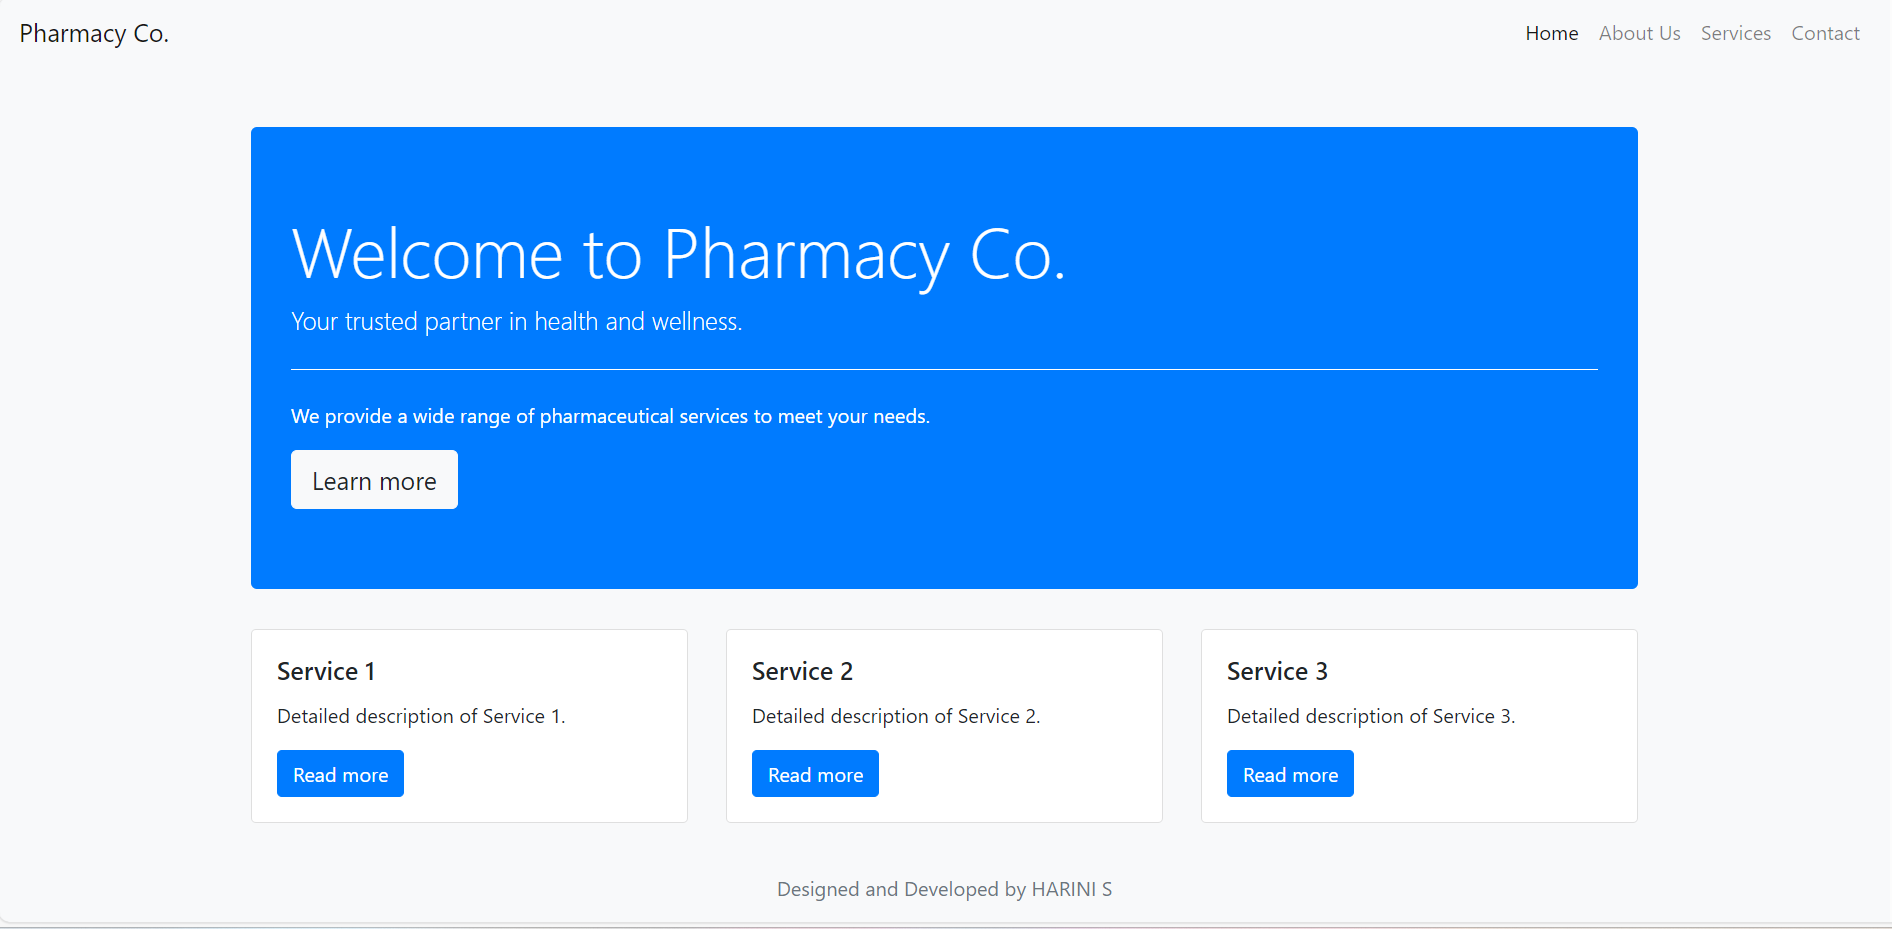 Pharmacy Co.
Home About Us Services Contact
Welcome to Pharmacy Co.
Your trusted partner in health and wellness.
We provide a wide range of pharmaceutical services to meet your needs.
Learn more
Service 1
Detailed description of Service 1.
Read more
Service 2
Detailed description of Service 2.
Read more
Service 3
Detailed description of Service 3.
Read more
Designed and Developed by HARINI S